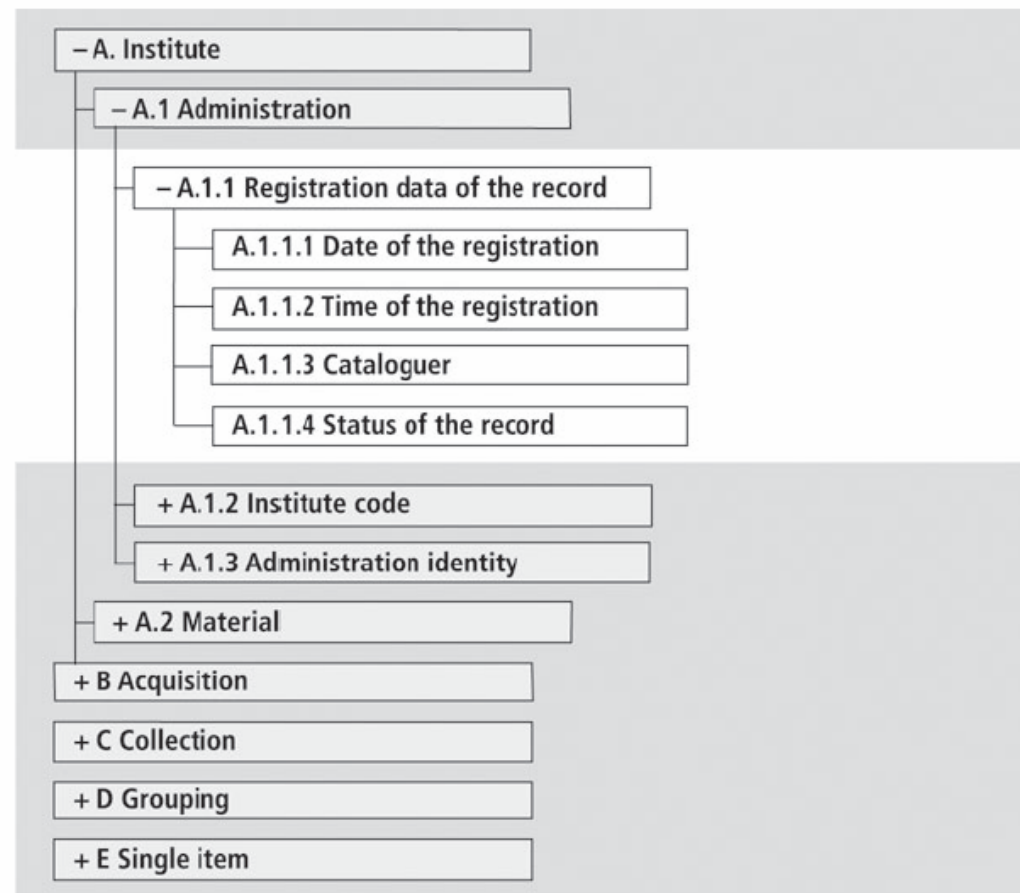 – A. Institute
– A.1 Administration
– A.1.1 Registration data of the record
A.1.1.1 Date of the registration
A.1.1.2 Time of the registration
A.1.1.3 Cataloguer
A.1.1.4 Status of the record
+ A.1.2 Institute code
+ A.1.3 Administration identity
+ A.2 Material
+ B Acquisition
+ C Collection
+ D Grouping
+ E Single item